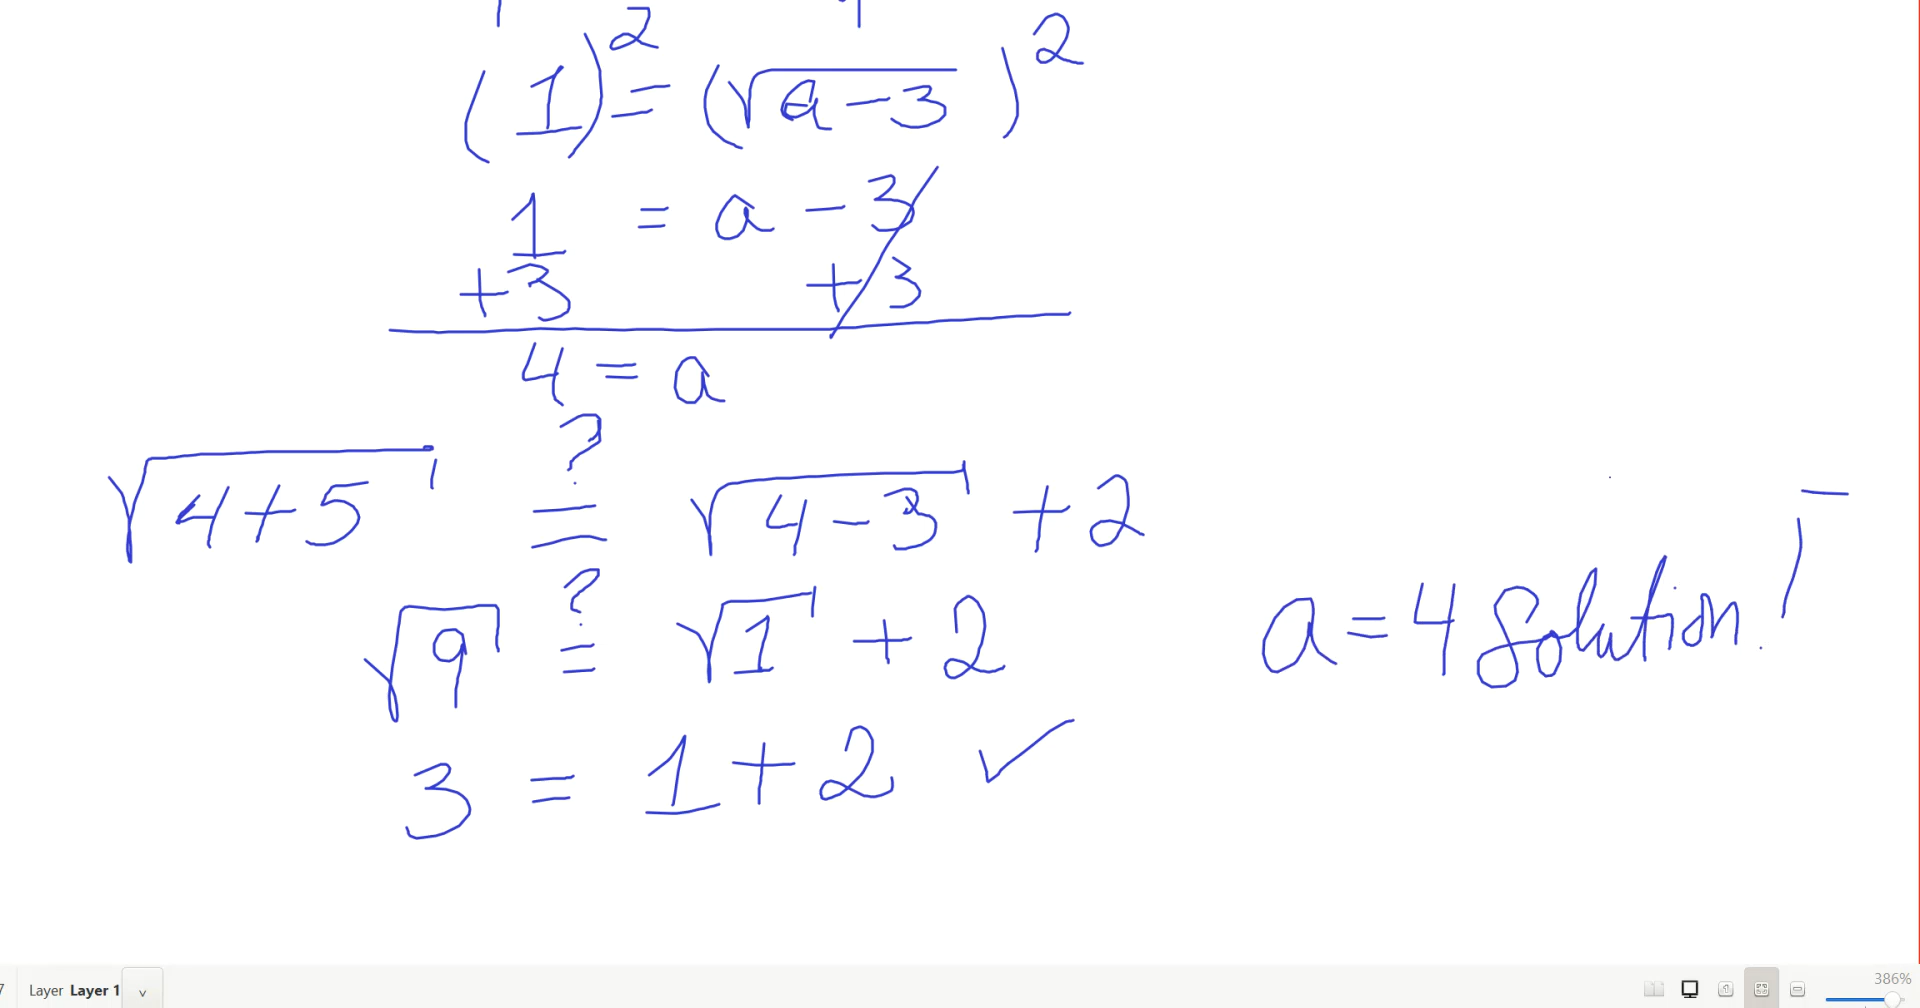 (1)² = (√(a-3))²
1 = a - 3
+3 +3
4 = a
√(4+5) ≟ √(4-3) + 2
√9 ≟ √1 + 2
a = 4 Solution!
3 = 1 + 2 ✓
Layer Layer 1
386%